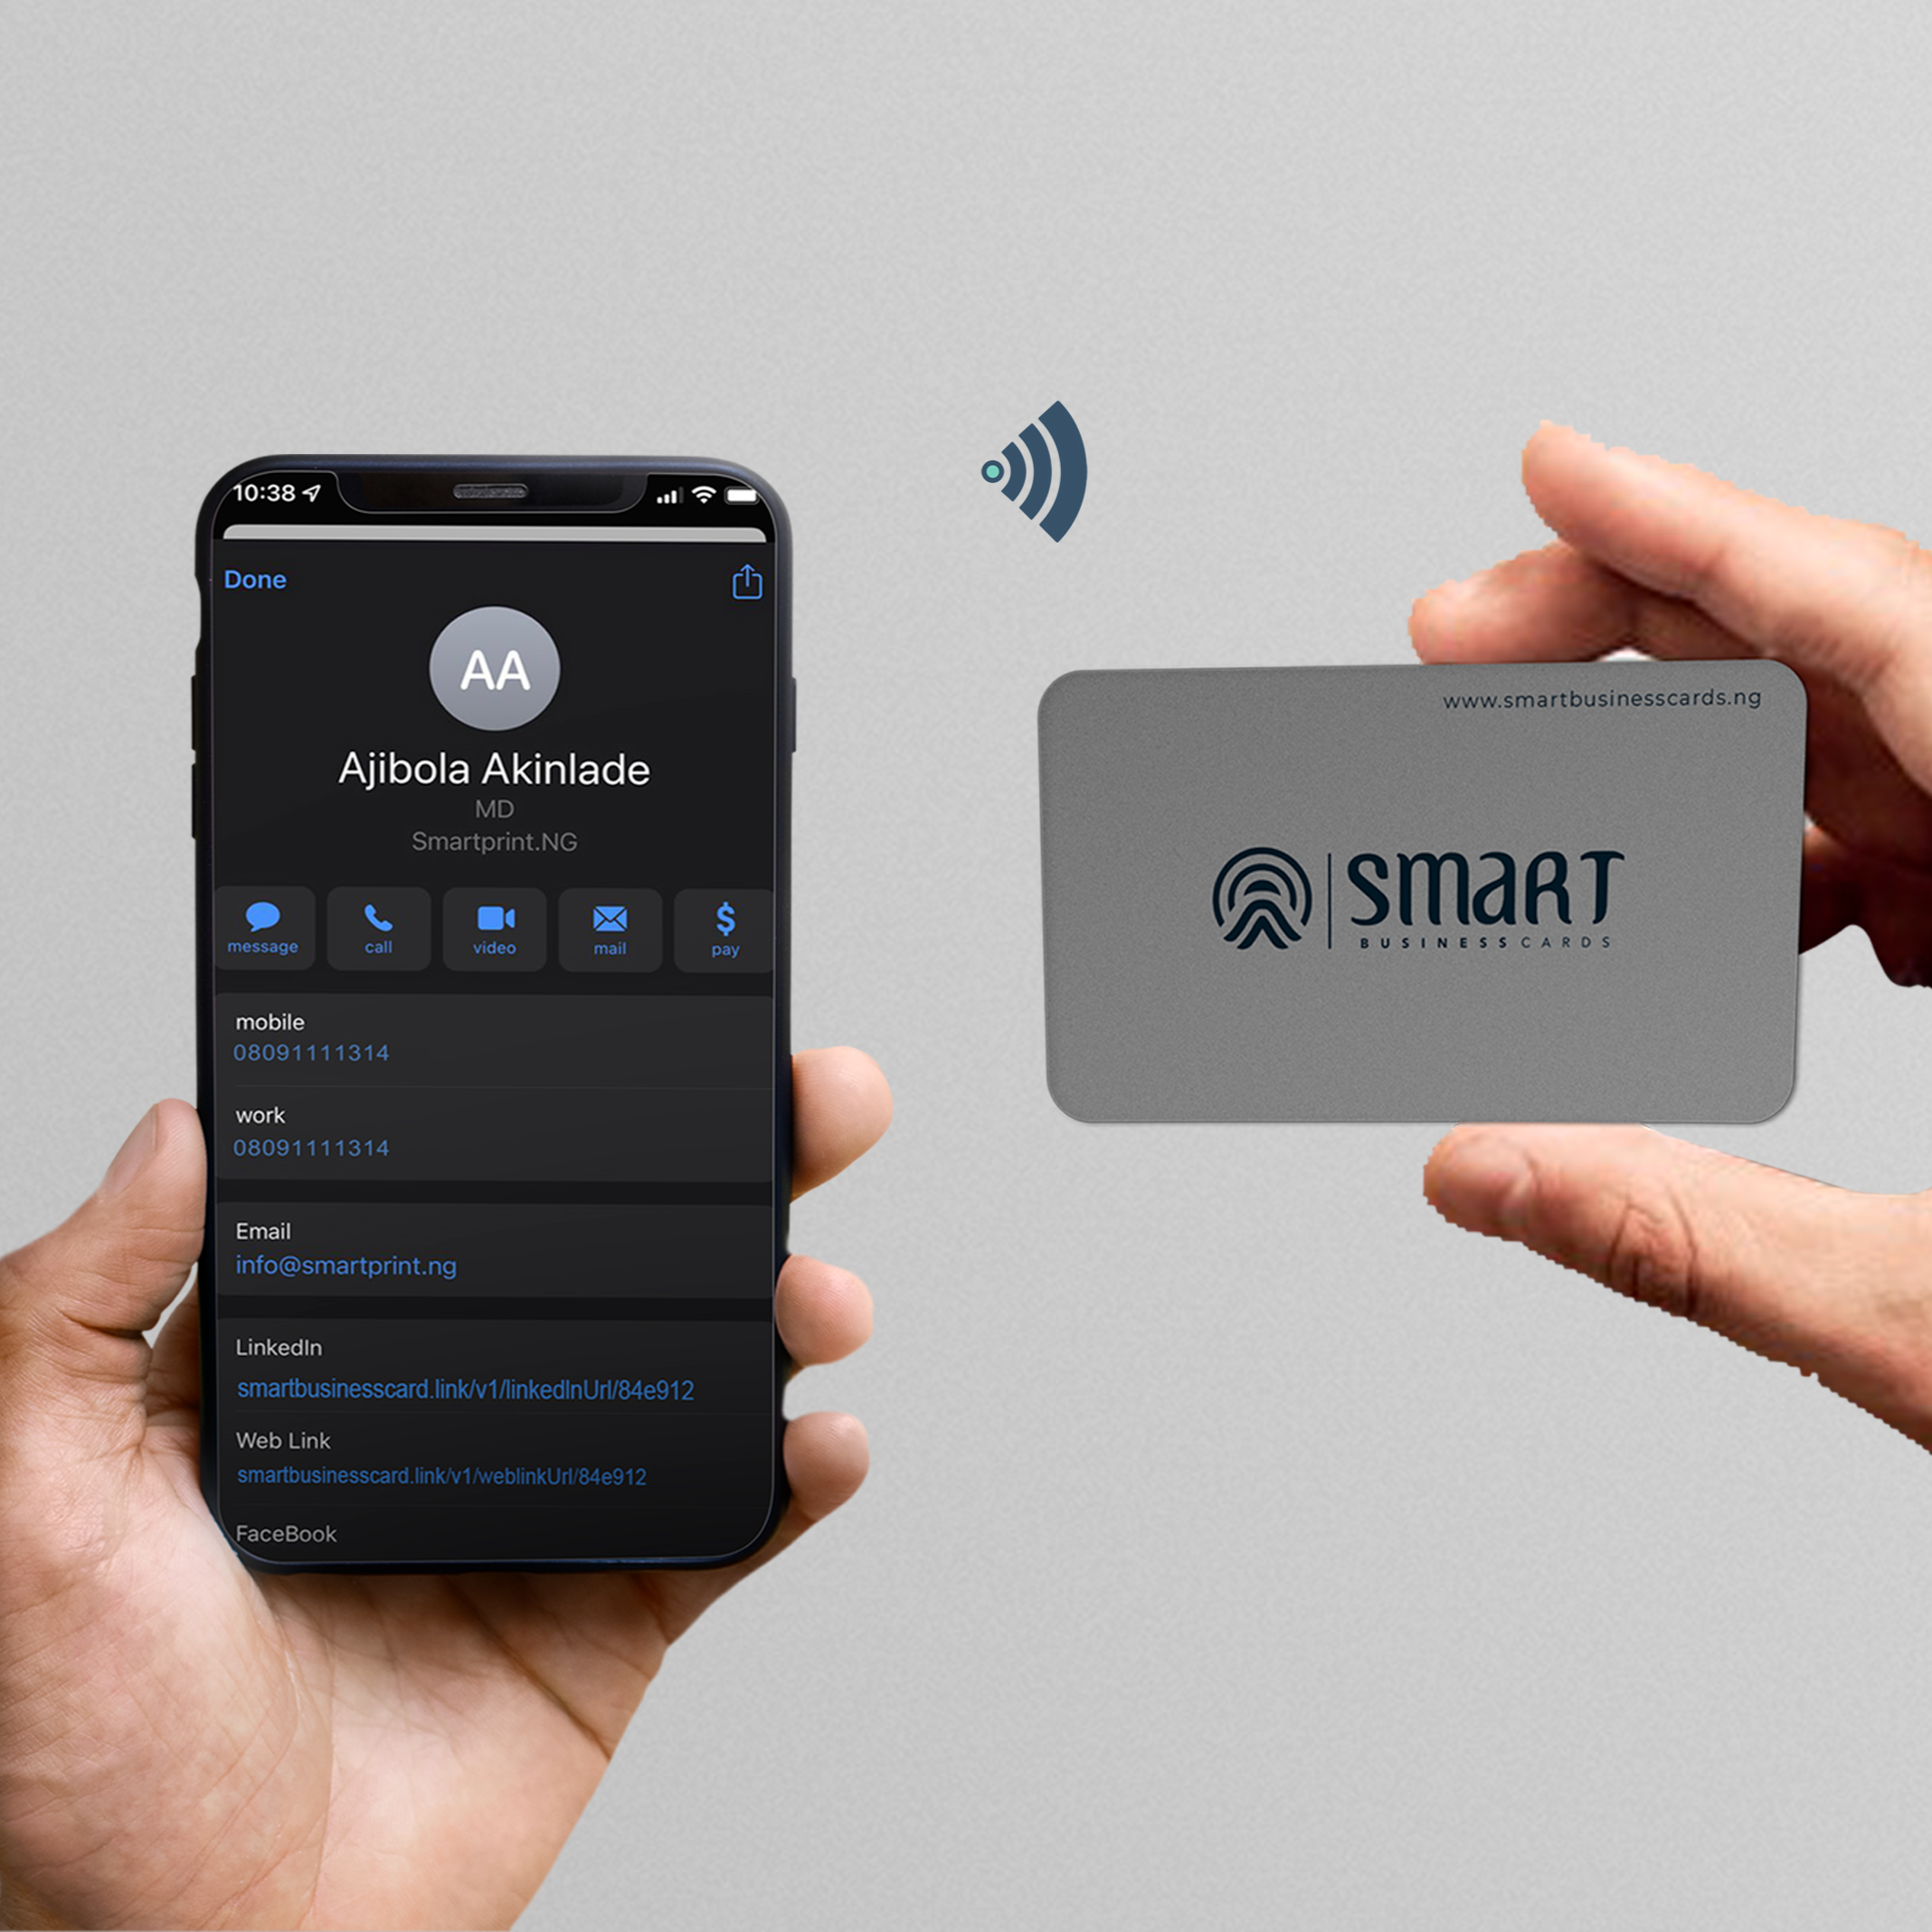 10:38
Done
AA
Ajibola Akinlade
MD
Smartprint.NG
message call video mail pay
mobile
08091111314
work
08091111314
Email
info@smartprint.ng
LinkedIn
smartbusinesscard.link/v1/linkedInUrl/84e912
Web Link
smartbusinesscard.link/v1/weblinkUrl/84e912
FaceBook
www.smartbusinesscards.ng
SMART
BUSINESS CARDS